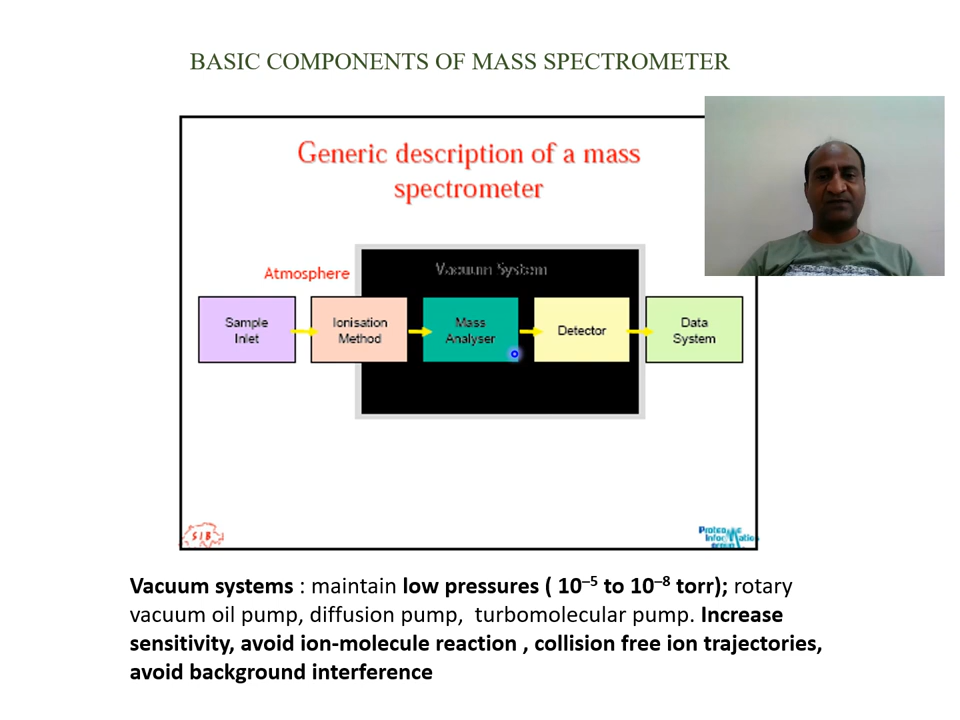 BASIC COMPONENTS OF MASS SPECTROMETER
Generic description of a mass
spectrometer
Atmosphere
Vacuum System
Sample
Inlet
Ionisation
Method
Mass
Analyser
Detector
Data
System
SIB
Proteome
Informatics
group
Vacuum systems : maintain low pressures ( 10⁻⁵ to 10⁻⁸ torr); rotary
vacuum oil pump, diffusion pump, turbomolecular pump. Increase
sensitivity, avoid ion-molecule reaction , collision free ion trajectories,
avoid background interference